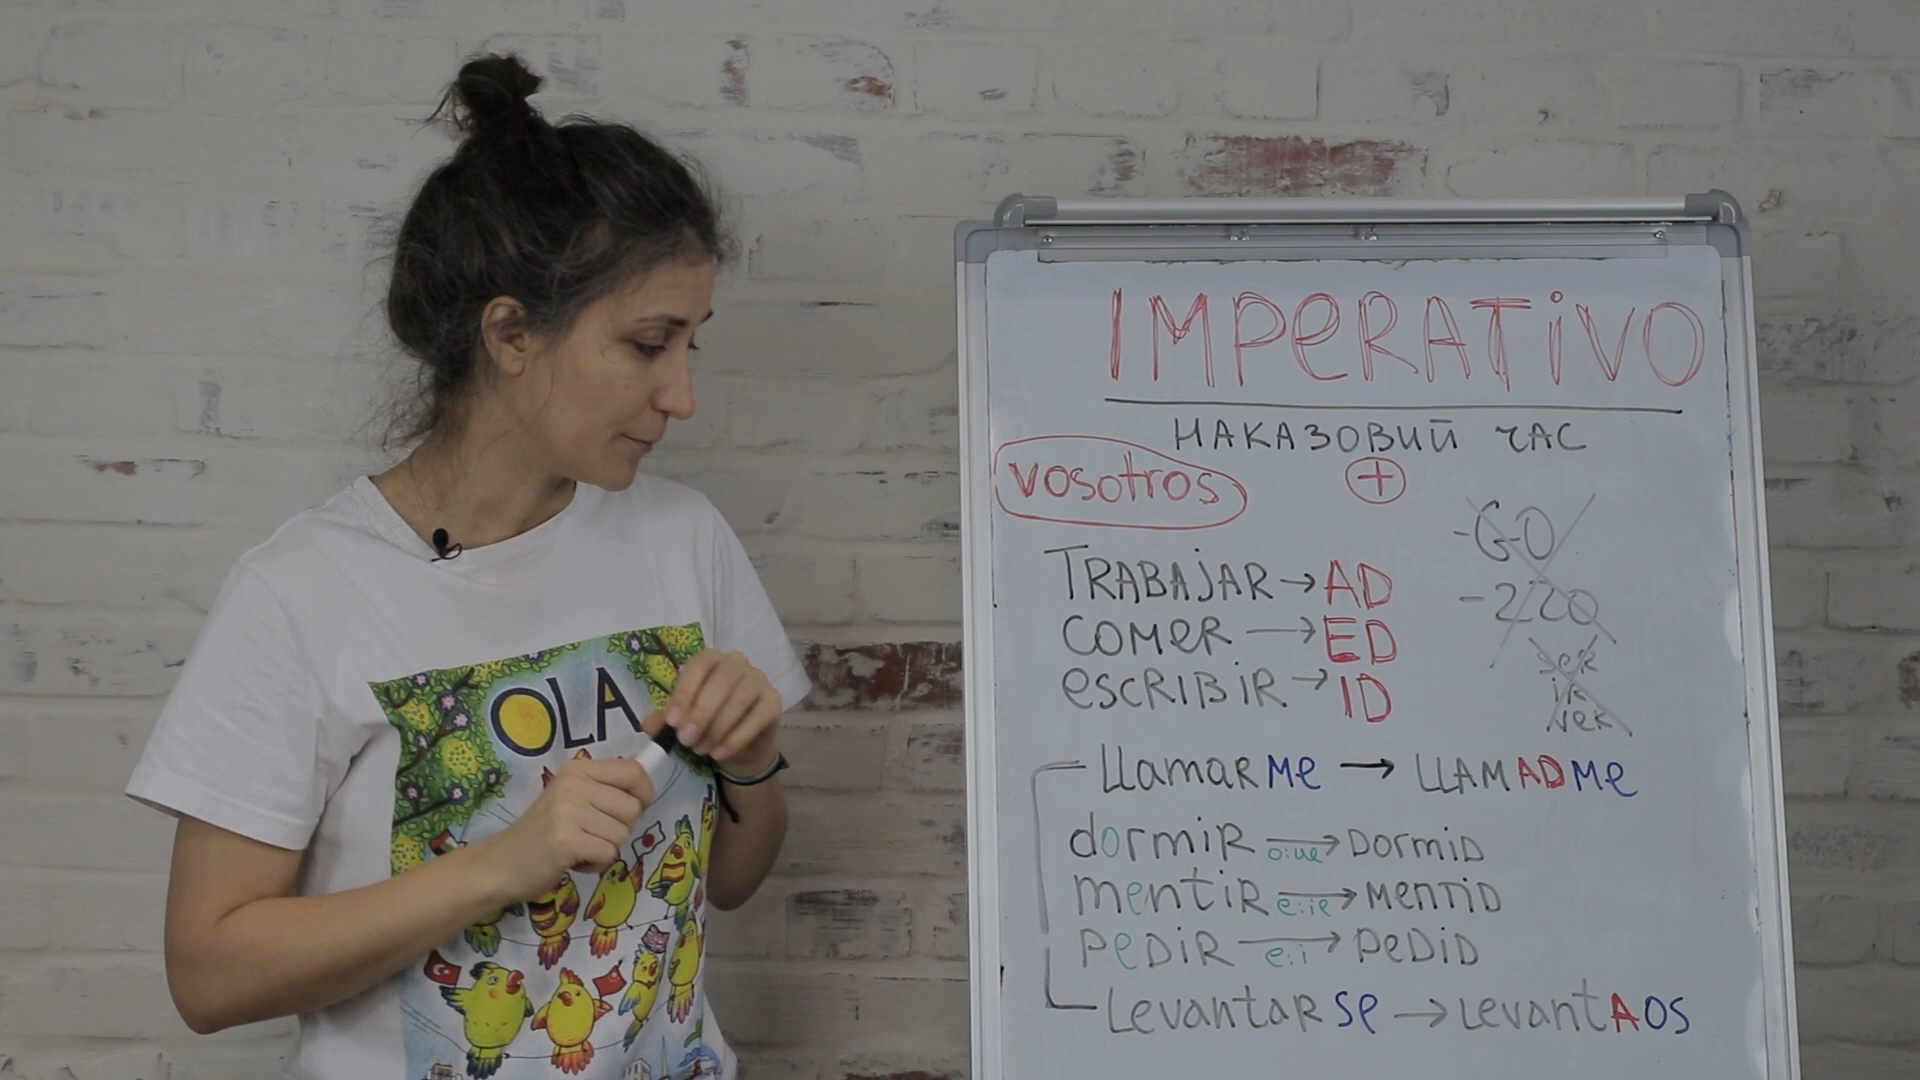 IMPERATIVO
НАКАЗОВИЙ ЧАС
vosotros +
-GO
-ZZO
TRABAJAR → AD
COMER → ED
ESCRIBIR → ID
ser
ir
ver
LlamarMe → LLAMADMe
dormir o:ue → Dormid
mentir e:ie → Mentid
Pedir e:i → Pedid
Levantarse → LevantAOS
OLA